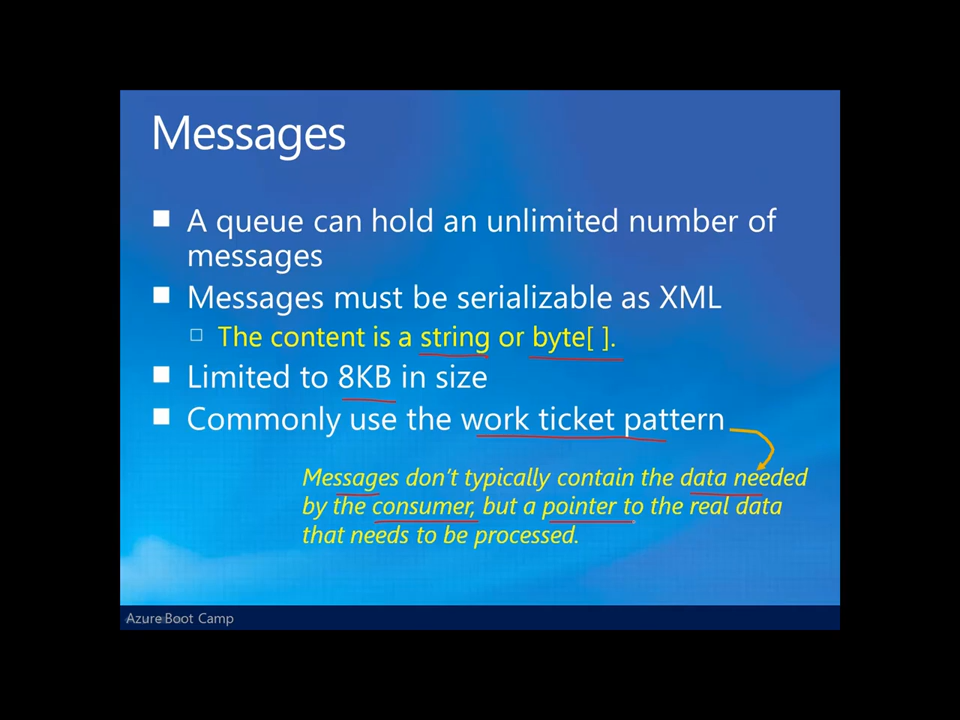 Messages
A queue can hold an unlimited number of
messages
Messages must be serializable as XML
The content is a string or byte[ ].
Limited to 8KB in size
Commonly use the work ticket pattern
Messages don't typically contain the data needed
by the consumer, but a pointer to the real data
that needs to be processed.
Azure Boot Camp